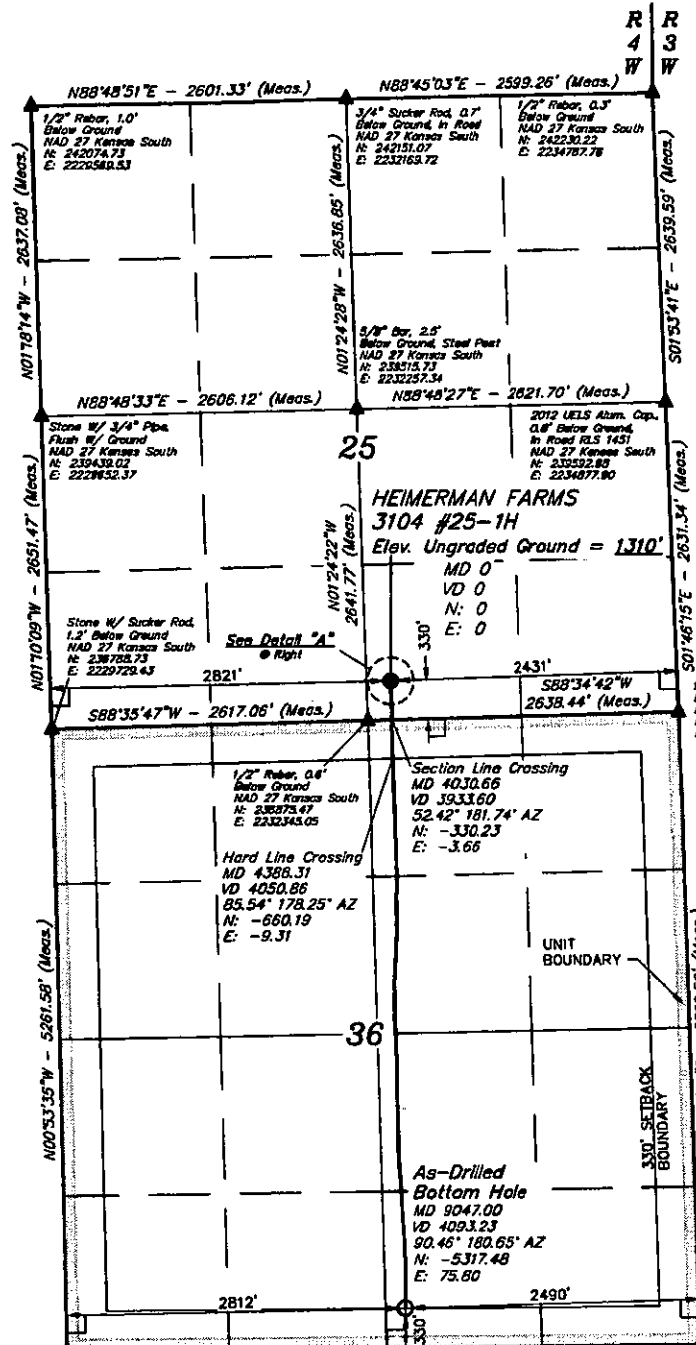 R R
4 3
W W
N88°48'51"E - 2601.33' (Meas.)
N88°45'03"E - 2599.26' (Meas.)
1/2" Rebar, 1.0'
Below Ground
NAD 27 Kansas South
N: 242074.73
E: 2229569.53
3/4" Sucker Rod, 0.7'
Below Ground, In Road
NAD 27 Kansas South
N: 242151.07
E: 2232169.72
1/2" Rebar, 0.3'
Below Ground
NAD 27 Kansas South
N: 242230.22
E: 2234767.76
N01°18'14"W - 2637.08' (Meas.)
N01°24'28"W - 2636.85' (Meas.)
S01°53'41"E - 2639.59' (Meas.)
5/8" Bar, 2.5'
Below Ground, Steel Post
NAD 27 Kansas South
N: 239515.73
E: 2232257.34
N88°48'33"E - 2606.12' (Meas.)
N88°48'27"E - 2621.70' (Meas.)
Stone W/ 3/4" Pipe,
Flush W/ Ground
NAD 27 Kansas South
N: 239439.02
E: 2229652.37
2012 UELS Alum. Cap.,
0.8' Below Ground,
In Road RLS 1451
NAD 27 Kansas South
N: 239592.88
E: 2234877.90
25
HEIMERMAN FARMS
3104 #25-1H
Elev. Ungraded Ground = 1310'
MD 0
VD 0
N: 0
E: 0
N01°10'09"W - 2651.47' (Meas.)
N01°24'22"W
2641.77' (Meas.)
S01°46'15"E - 2631.34' (Meas.)
Stone W/ Sucker Rod,
1.2' Below Ground
NAD 27 Kansas South
N: 236788.73
E: 2229729.43
See Detail "A"
@ Right
330'
2821'
2431'
S88°35'47"W - 2617.06' (Meas.)
S88°34'42"W
2638.44' (Meas.)
1/2" Rebar, 0.6'
Below Ground
NAD 27 Kansas South
N: 236875.47
E: 2232345.05
Section Line Crossing
MD 4030.66
VD 3933.60
52.42° 181.74° AZ
N: -330.23
E: -3.66
Hard Line Crossing
MD 4388.31
VD 4050.86
85.54° 178.25° AZ
N: -660.19
E: -9.31
UNIT
BOUNDARY
N00°53'35"W - 5261.58' (Meas.)
36
330' SETBACK
BOUNDARY
As-Drilled
Bottom Hole
MD 9047.00
VD 4093.23
90.46° 180.65° AZ
N: -5317.48
E: 75.80
2812'
2490'
330'